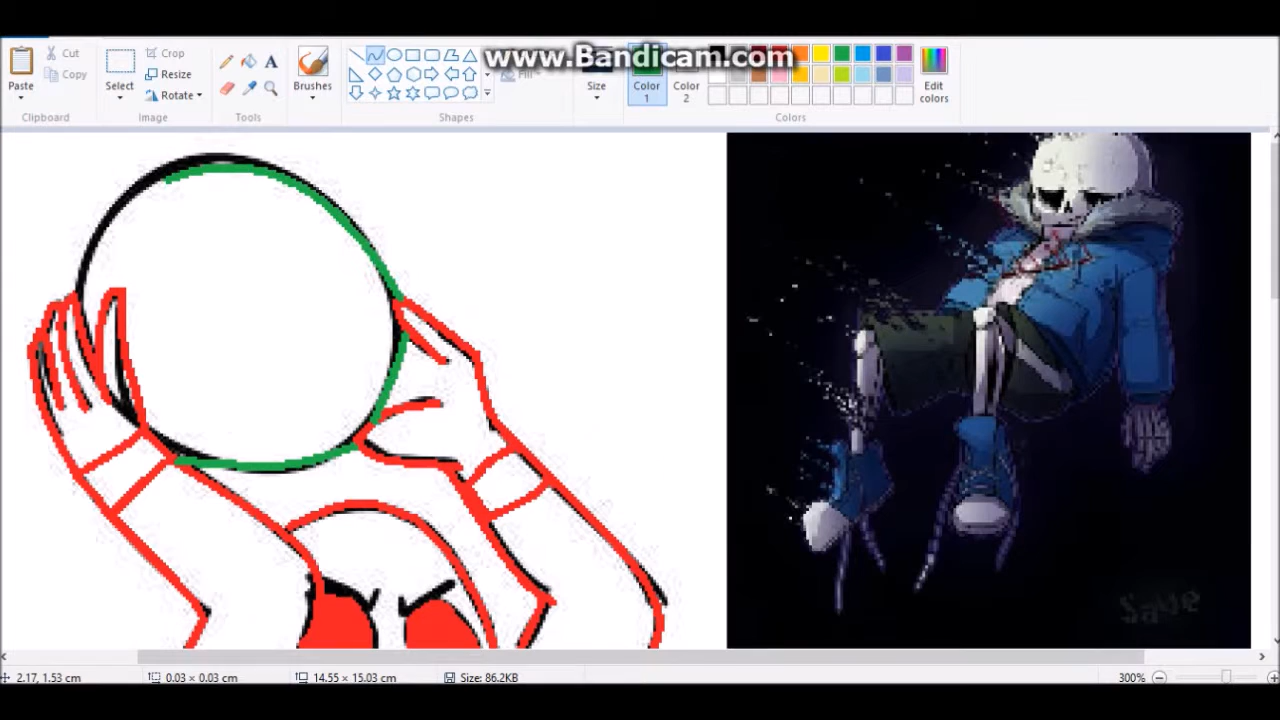 www.Bandicam.com
Paste
Cut
Copy
Clipboard
Select
Crop
Resize
Rotate
Image
Tools
Brushes
Shapes
Fill
Size
Color
1
Color
2
Edit
colors
Colors
Save
2.17, 1.53 cm
0.03 × 0.03 cm
14.55 × 15.03 cm
Size: 86.2KB
300%